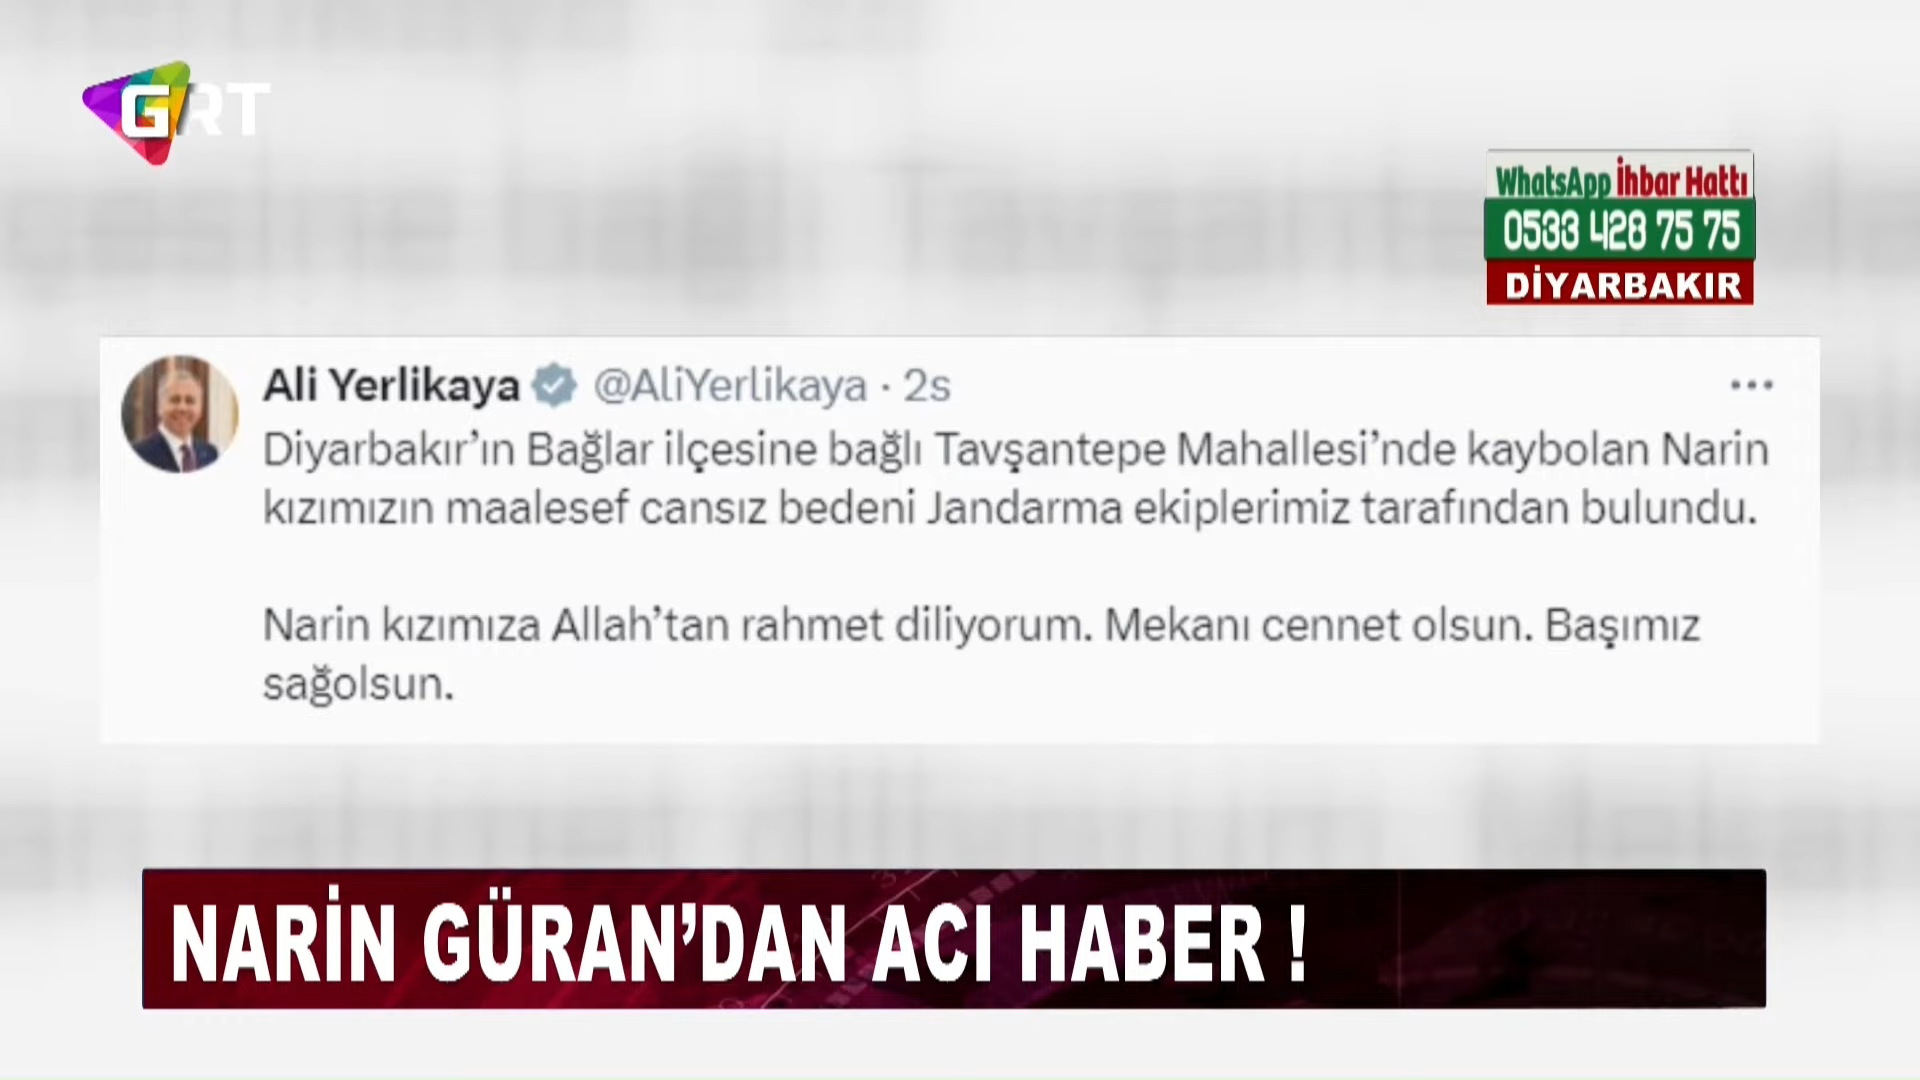 GRT
WhatsApp İhbar Hattı
0533 428 75 75
DİYARBAKIR
Ali Yerlikaya @AliYerlikaya · 2s
Diyarbakır’ın Bağlar ilçesine bağlı Tavşantepe Mahallesi’nde kaybolan Narin
kızımızın maalesef cansız bedeni Jandarma ekiplerimiz tarafından bulundu.
Narin kızımıza Allah’tan rahmet diliyorum. Mekanı cennet olsun. Başımız
sağolsun.
NARİN GÜRAN’DAN ACI HABER !